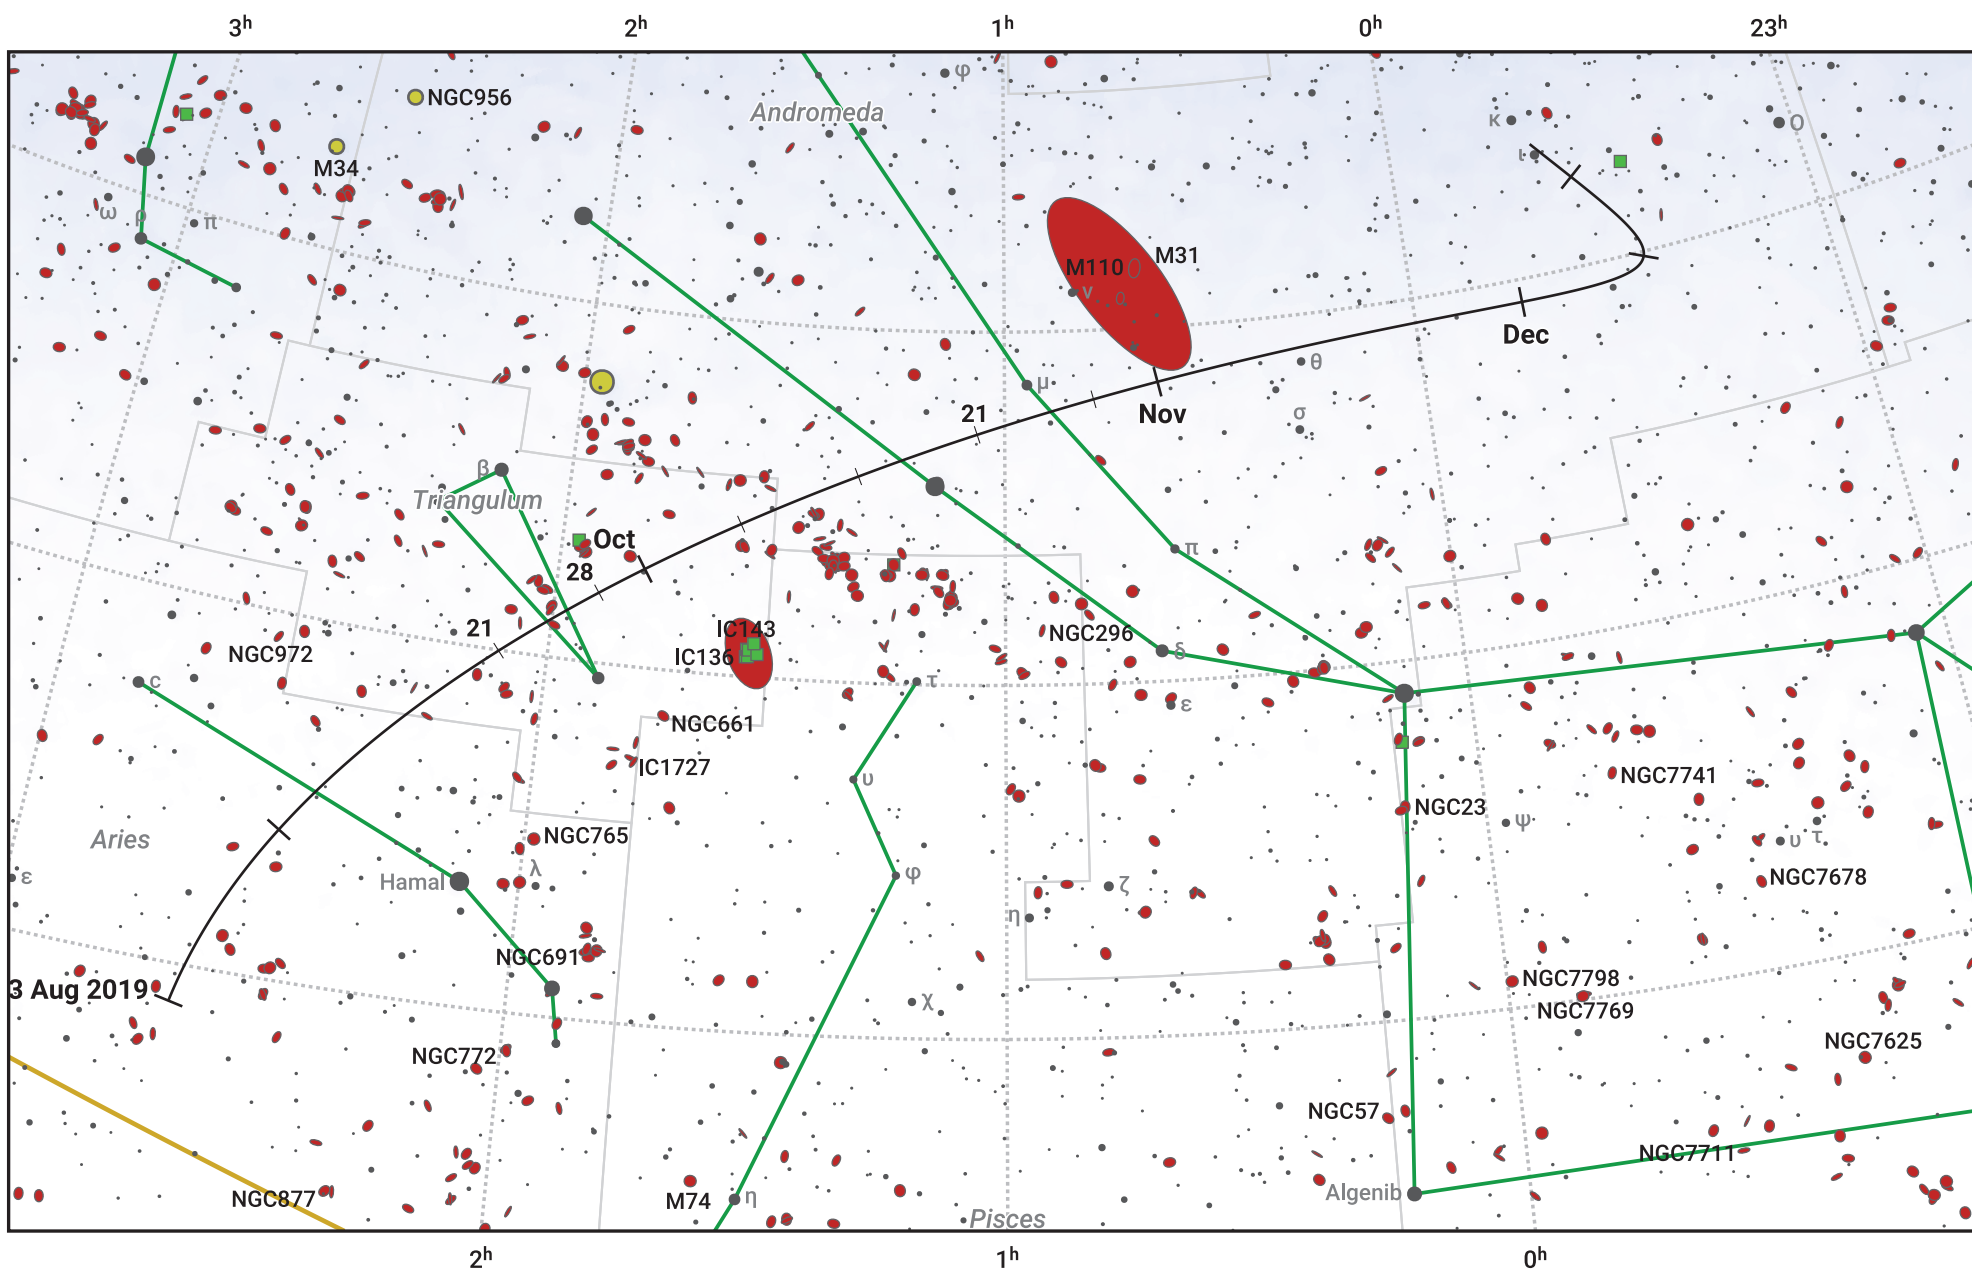 3h 2h 1h 0h 23h
φ
NGC956
Andromeda
κ
ο
M34
ι
ω ρ π
M31
M110
ν
α
Dec
θ
μ
21
Nov
σ
β
Triangulum
Oct
π
28
21
IC143
NGC296
NGC972
IC136
δ
c
τ
ε
NGC661
IC1727
υ
NGC7741
NGC23
ψ
Aries
NGC765
υ τ
λ
φ
ε
Hamal
ζ
NGC7678
η
NGC691
NGC7798
3 Aug 2019
χ
NGC7769
NGC772
NGC7625
NGC57
NGC7711
NGC877
M74
η
Algenib
Pisces
2h 1h 0h